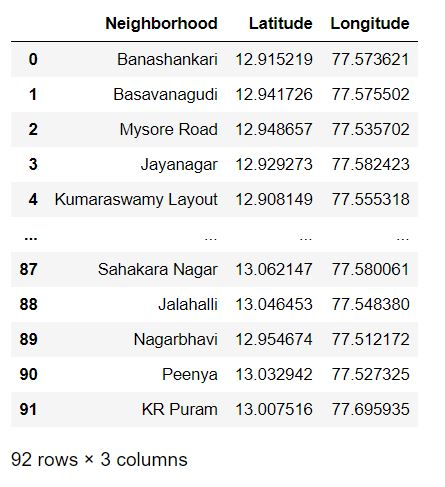 Neighborhood Latitude Longitude
0 Banashankari 12.915219 77.573621
1 Basavanagudi 12.941726 77.575502
2 Mysore Road 12.948657 77.535702
3 Jayanagar 12.929273 77.582423
4 Kumaraswamy Layout 12.908149 77.555318
... ... ... ...
87 Sahakara Nagar 13.062147 77.580061
88 Jalahalli 13.046453 77.548380
89 Nagarbhavi 12.954674 77.512172
90 Peenya 13.032942 77.527325
91 KR Puram 13.007516 77.695935
92 rows × 3 columns